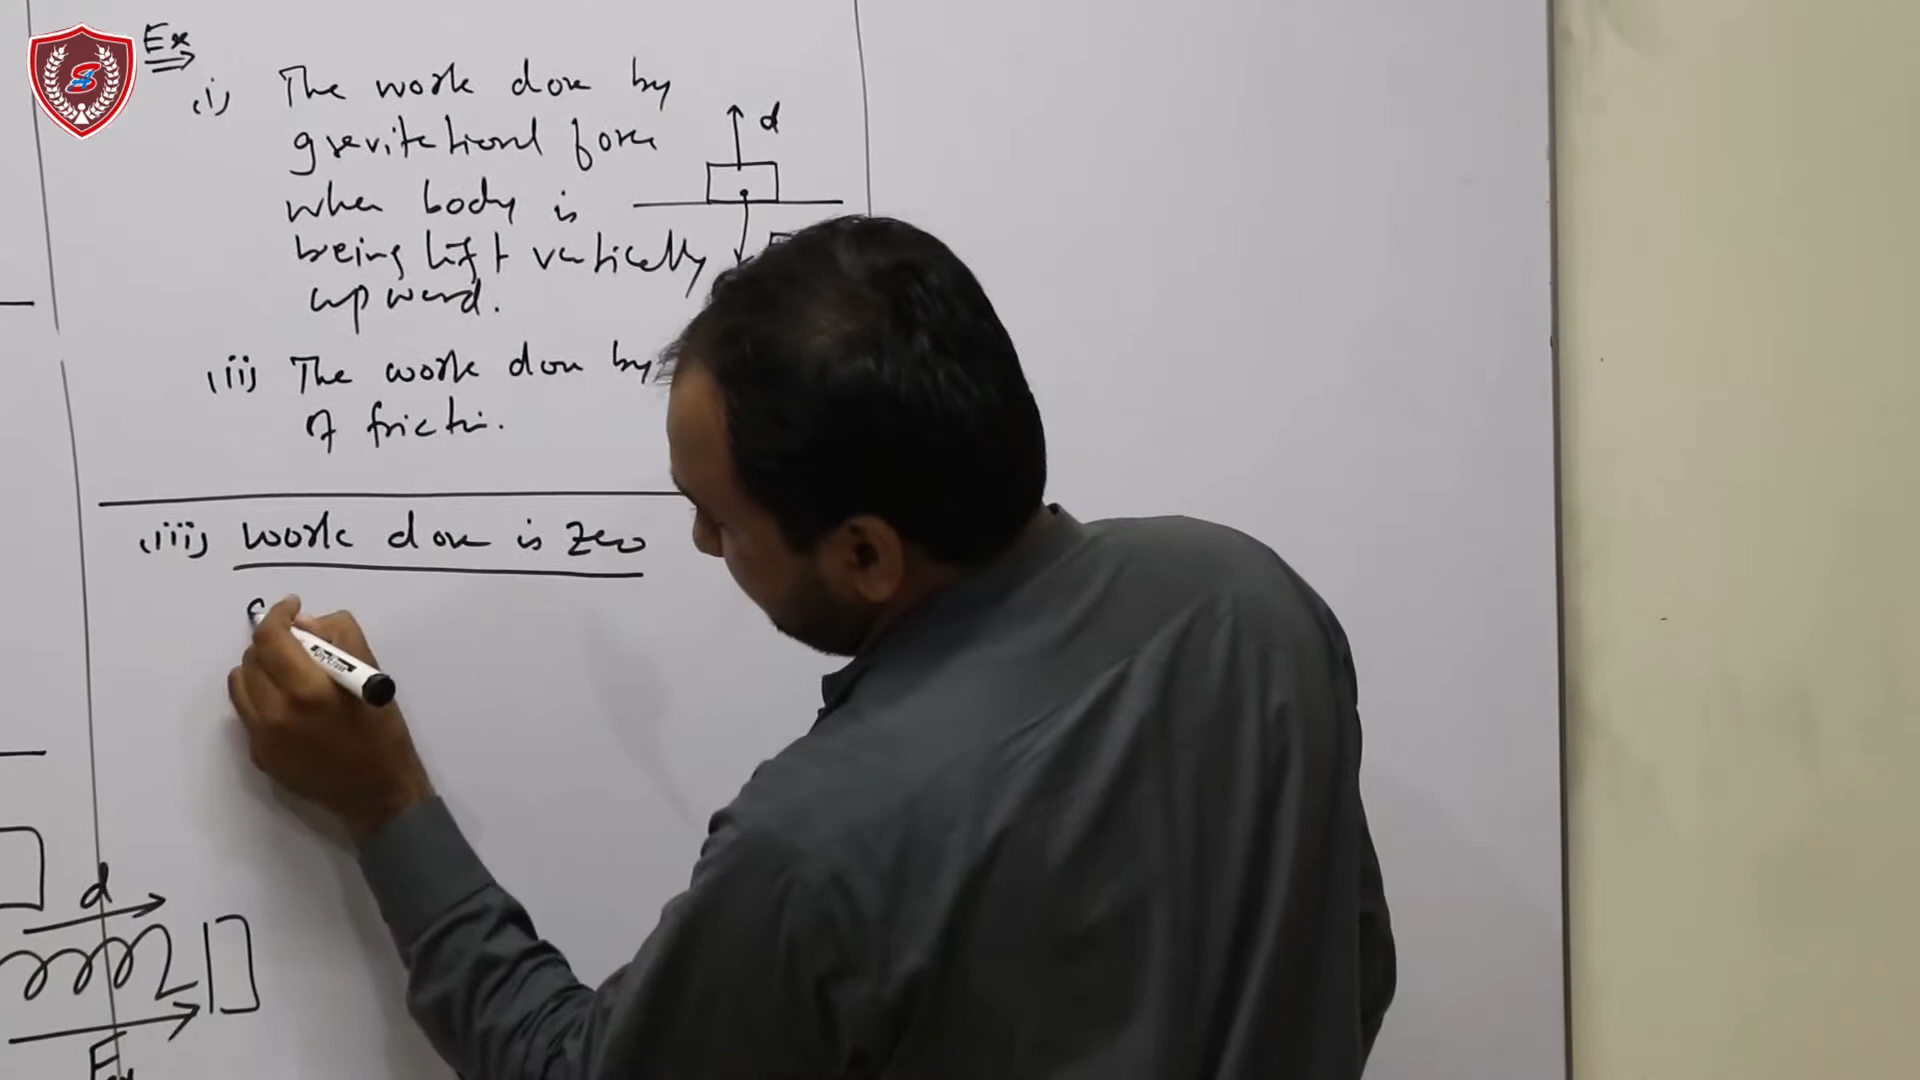 Ex
(i) The work done by
d
gravitational force
when body is
being lift vertically
upward.
(ii) The work done by
of friction.
(iii) Work done is zero
d